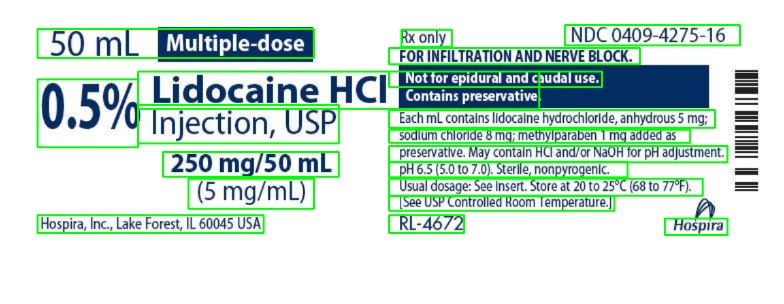 50 mL Multiple-dose
0.5% Lidocaine HCl
Injection, USP
250 mg/50 mL
(5 mg/mL)
Hospira, Inc., Lake Forest, IL 60045 USA
Rx only NDC 0409-4275-16
FOR INFILTRATION AND NERVE BLOCK.
Not for epidural and caudal use.
Contains preservative.
Each mL contains lidocaine hydrochloride, anhydrous 5 mg;
sodium chloride 8 mg; methylparaben 1 mg added as
preservative. May contain HCl and/or NaOH for pH adjustment.
pH 6.5 (5.0 to 7.0). Sterile, nonpyrogenic.
Usual dosage: See insert. Store at 20 to 25°C (68 to 77°F).
[See USP Controlled Room Temperature.]
RL-4672
Hospira